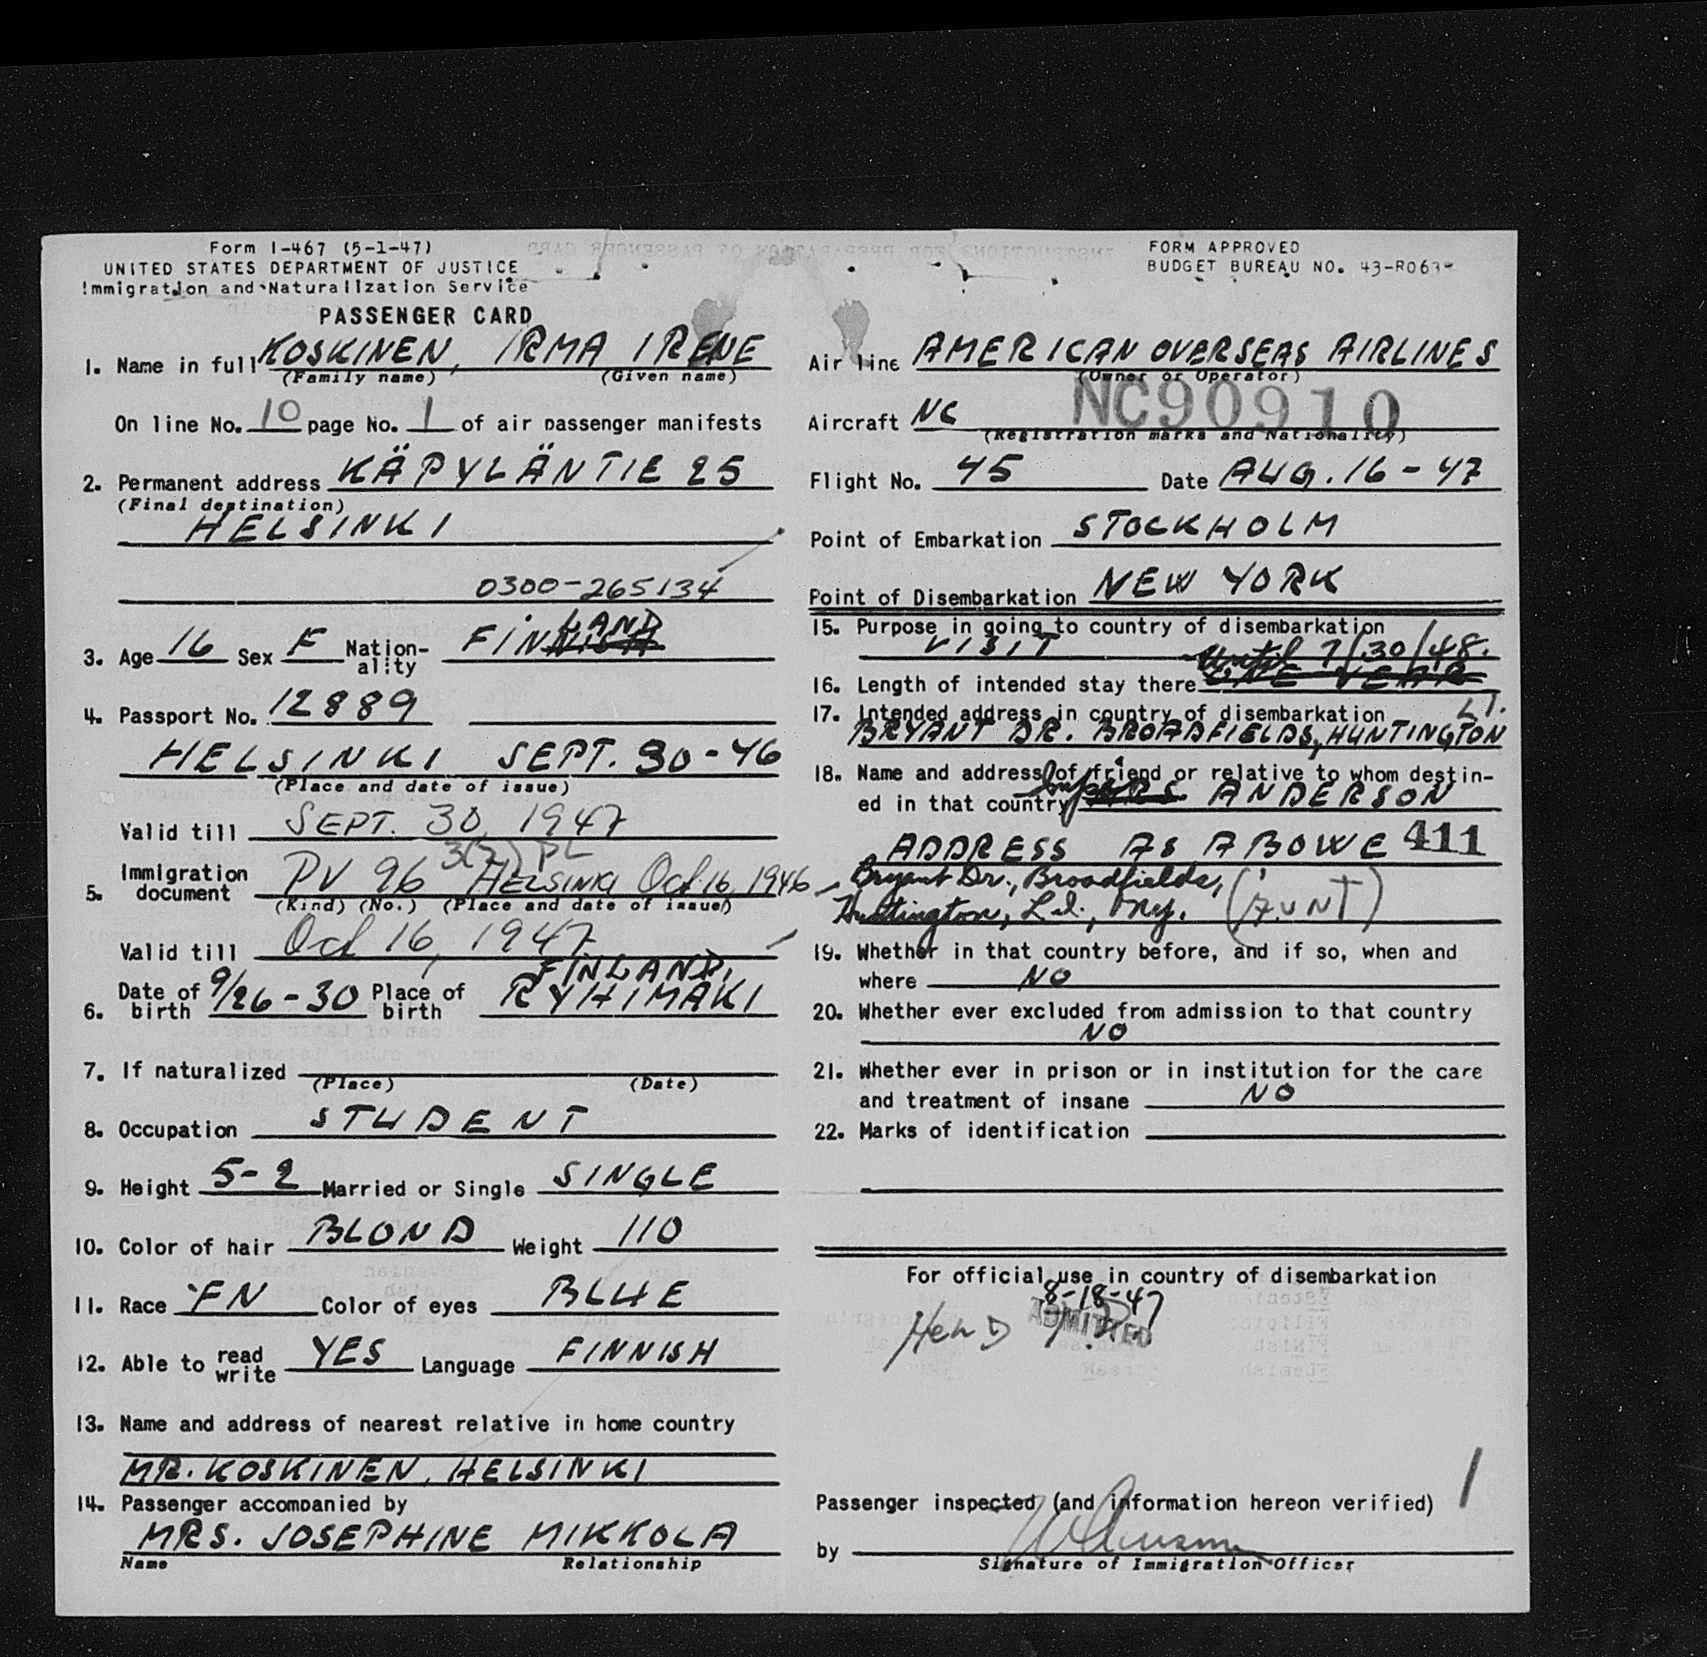 Form I-467 (5-1-47)
UNITED STATES DEPARTMENT OF JUSTICE
Immigration and Naturalization Service
PASSENGER CARD
1. Name in full KOSKINEN, IRMA IRENE
(Family name) (Given name)
On line No. 10 page No. 1 of air passenger manifests
2. Permanent address KÄPYLÄNTIE 25
(Final destination)
HELSINKI
0300-265134
LAND
3. Age 16 Sex F Nation-ality FINNISH
4. Passport No. 12889
HELSINKI SEPT. 30-46
(Place and date of issue)
Valid till SEPT. 30, 1947
3(2) PL
5. Immigration document PV 96 HELSINKI Oct 16, 1946
(Kind) (No.) (Place and date of issue)
Valid till Oct 16, 1947
FINLAND,
6. Date of birth 9/26-30 Place of birth RYHIMAKI
7. If naturalized
(Place) (Date)
8. Occupation STUDENT
9. Height 5-2 Married or Single SINGLE
10. Color of hair BLOND Weight 110
11. Race FN Color of eyes BLUE
12. Able to read write YES Language FINNISH
13. Name and address of nearest relative in home country
MR. KOSKINEN, HELSINKI
14. Passenger accompanied by
MRS. JOSEPHINE MIKKOLA
Name Relationship
FORM APPROVED
BUDGET BUREAU NO. 43-R063
Air line AMERICAN OVERSEAS AIRLINES
(Owner or Operator)
Aircraft NC NC90910
(Registration marks and Nationality)
Flight No. 45 Date AUG. 16-47
Point of Embarkation STOCKHOLM
Point of Disembarkation NEW YORK
15. Purpose in going to country of disembarkation
VISIT
Until 7/30/48.
16. Length of intended stay there ONE YEAR
17. Intended address in country of disembarkation L.I.
BRYANT DR. BROADFIELDS, HUNTINGTON
18. Name and address of friend or relative to whom destin-
ed in that country MRS ANDERSON
ADDRESS AS ABOWE 411
Bryant Dr., Broadfields,
Huntington, L.I., N.Y. (AUNT)
19. Whether in that country before, and if so, when and
where NO
20. Whether ever excluded from admission to that country
NO
21. Whether ever in prison or in institution for the care
and treatment of insane NO
22. Marks of identification
For official use in country of disembarkation
8-18-47
ADMITTED
Passenger inspected (and information hereon verified) 1
by
Signature of Immigration Officer